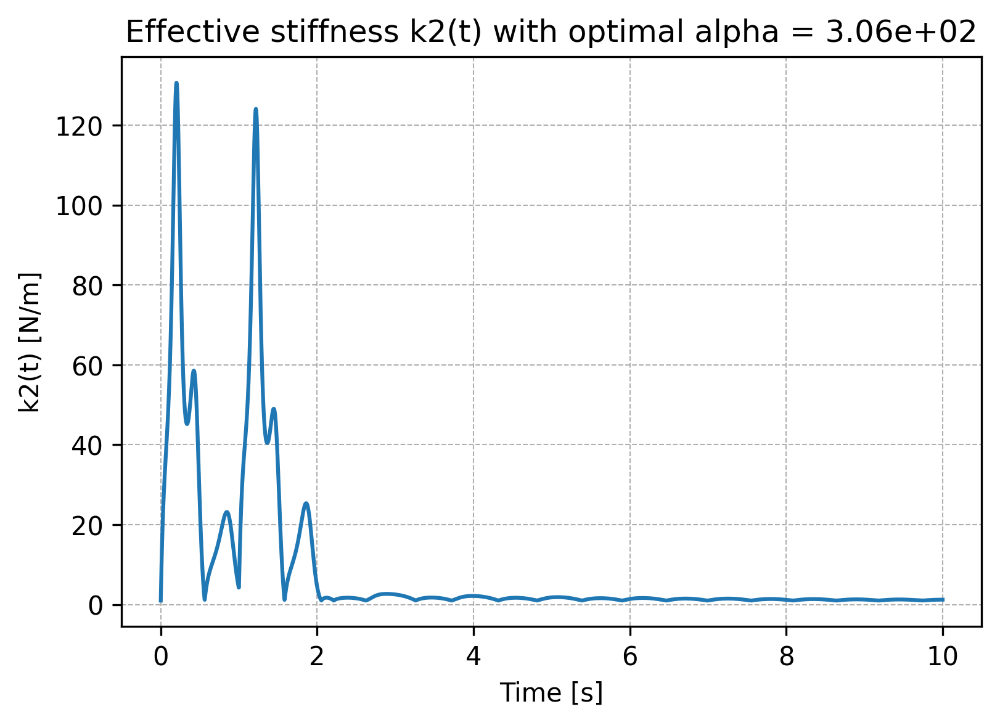 Effective stiffness k2(t) with optimal alpha = 3.06e+02
k2(t) [N/m]
120
100
80
60
40
20
0
0 2 4 6 8 10
Time [s]